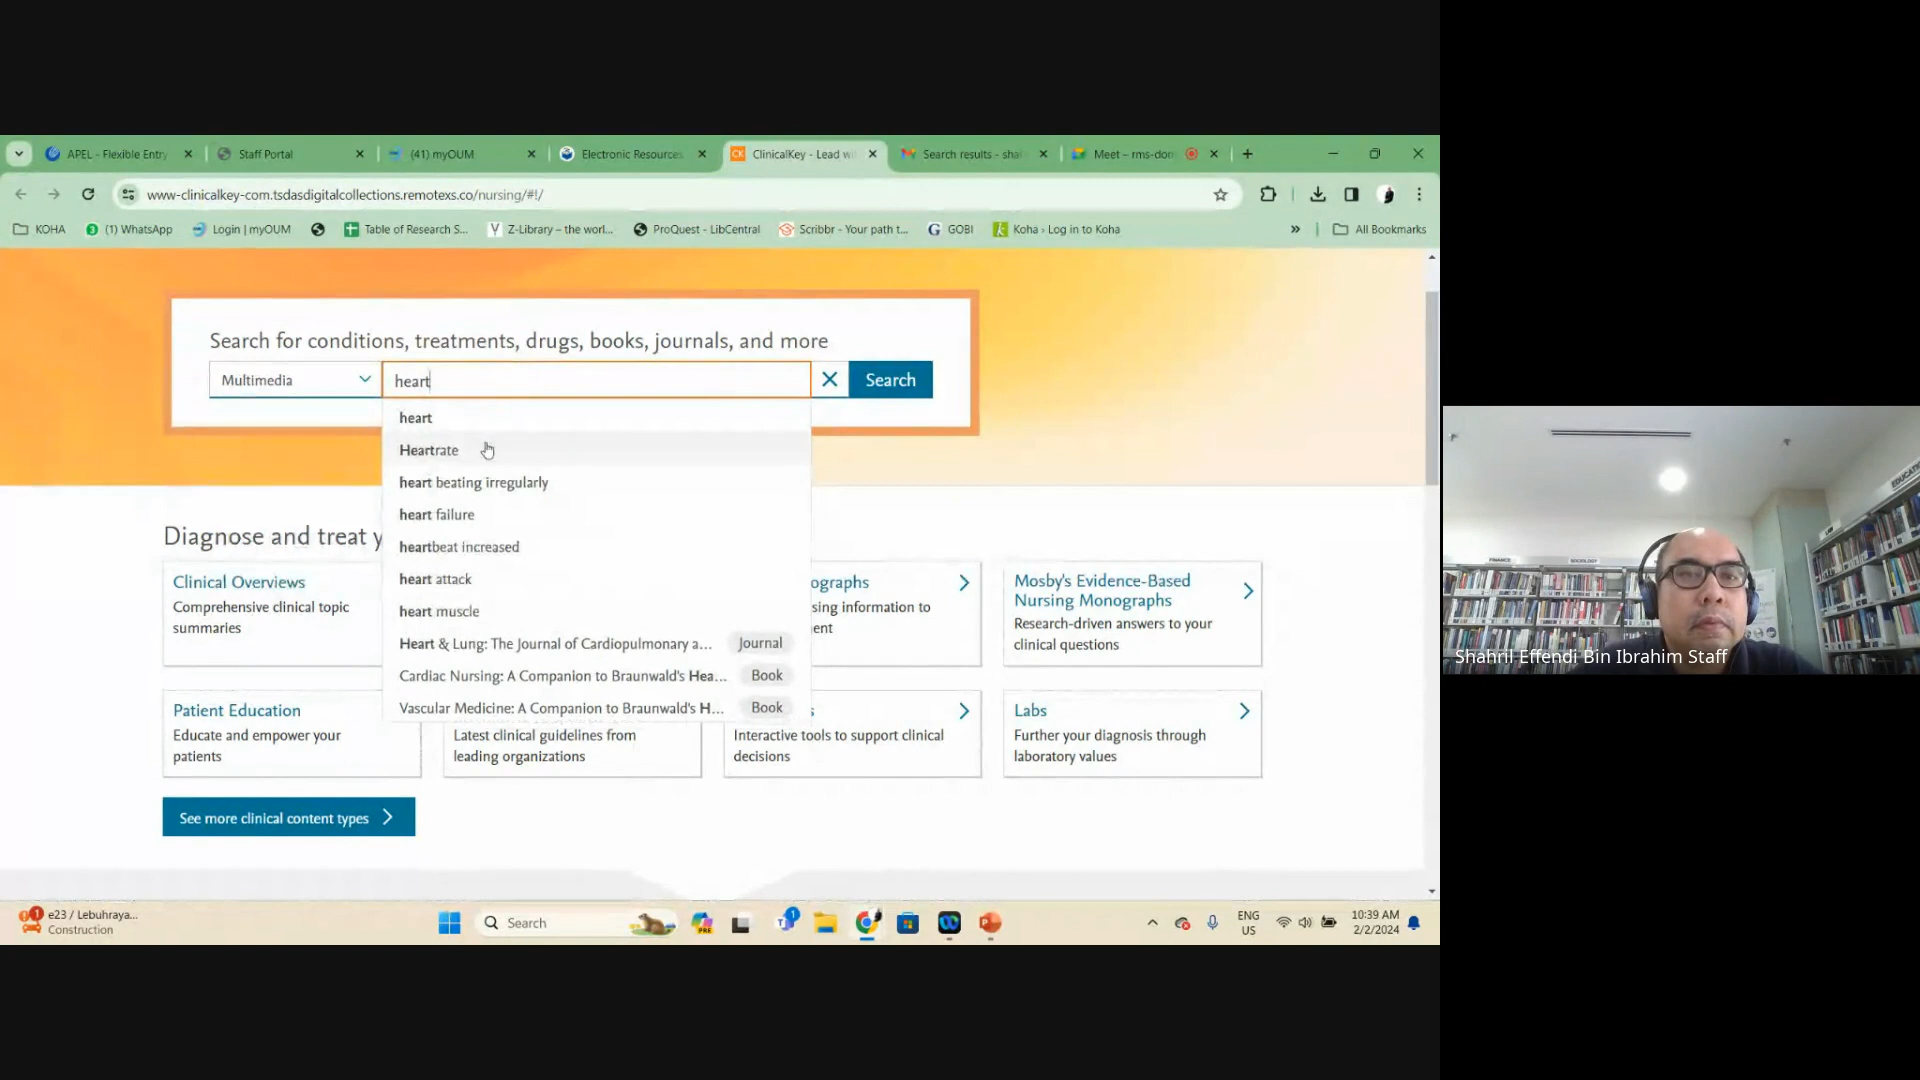 APEL - Flexible Entry
Staff Portal
(41) myOUM
Electronic Resources
ClinicalKey - Lead wi
Search results - shal
Meet – rms-don
www-clinicalkey-com.tsdasdigitalcollections.remotexs.co/nursing/#!/
KOHA
(1) WhatsApp
Login | myOUM
Table of Research S...
Z-Library – the worl...
ProQuest - LibCentral
Scribbr - Your path t...
GOBI
Koha › Log in to Koha
All Bookmarks
Search for conditions, treatments, drugs, books, journals, and more
Multimedia
heart
Search
heart
Heartrate
heart beating irregularly
heart failure
heartbeat increased
heart attack
heart muscle
Heart & Lung: The Journal of Cardiopulmonary a... Journal
Cardiac Nursing: A Companion to Braunwald's Hea... Book
Vascular Medicine: A Companion to Braunwald's H... Book
Diagnose and treat y
Clinical Overviews
Comprehensive clinical topic
summaries
ographs
sing information to
ent
Mosby's Evidence-Based
Nursing Monographs
Research-driven answers to your
clinical questions
Patient Education
Educate and empower your
patients
Latest clinical guidelines from
leading organizations
s
Interactive tools to support clinical
decisions
Labs
Further your diagnosis through
laboratory values
See more clinical content types
e23 / Lebuhraya...
Construction
Search
PRE
1
ENG
US
10:39 AM
2/2/2024
FINANCE
SOCIOLOGY
EDUCATIO
Shahril Effendi Bin Ibrahim Staff